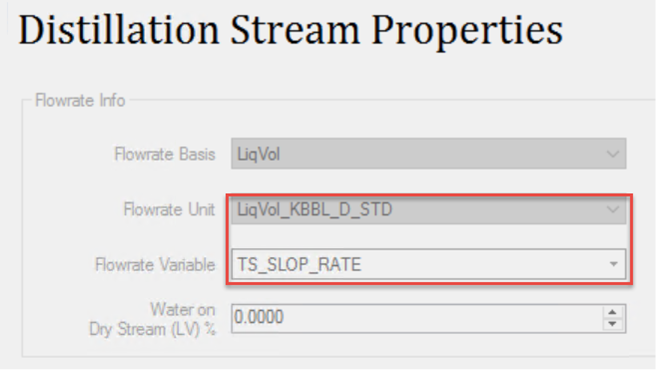 Distillation Stream Properties
Flowrate Info
Flowrate Basis LiqVol
Flowrate Unit LiqVol_KBBL_D_STD
Flowrate Variable TS_SLOP_RATE
Water on
Dry Stream (LV) % 0.0000